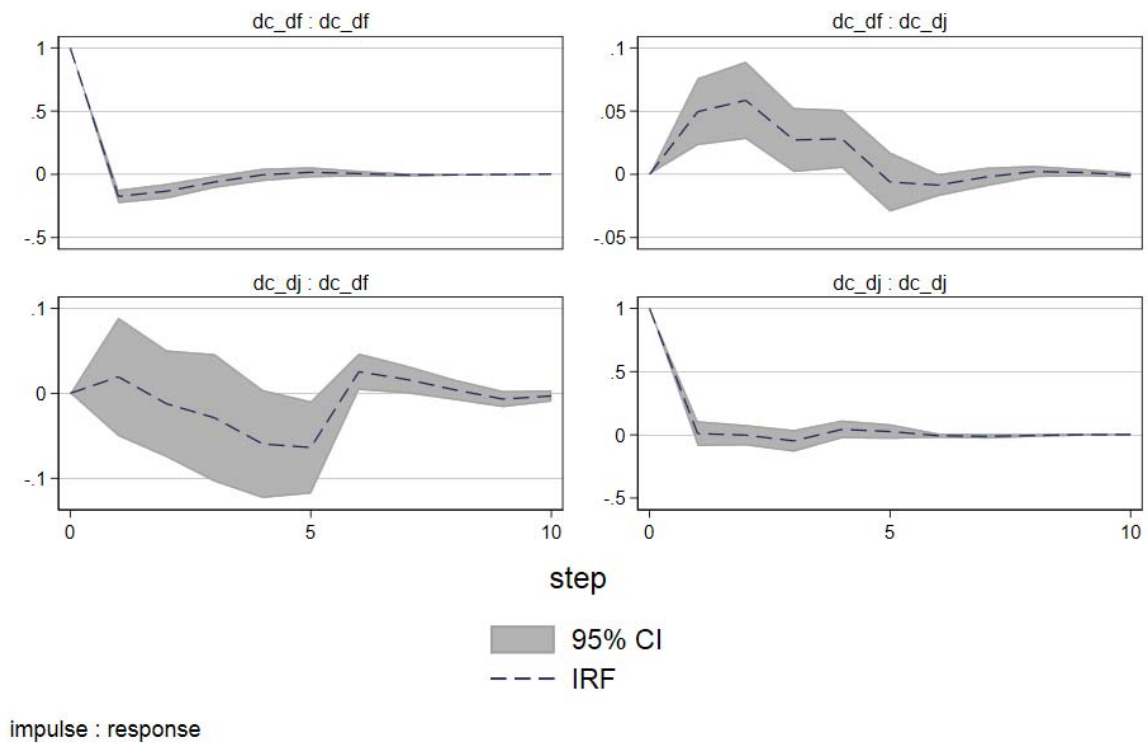 dc_df : dc_df
1
.5
0
-.5
dc_df : dc_dj
.1
.05
0
-.05
dc_dj : dc_df
.1
0
-.1
0
5
10
dc_dj : dc_dj
1
.5
0
-.5
0
5
10
step
95% CI
IRF
impulse : response